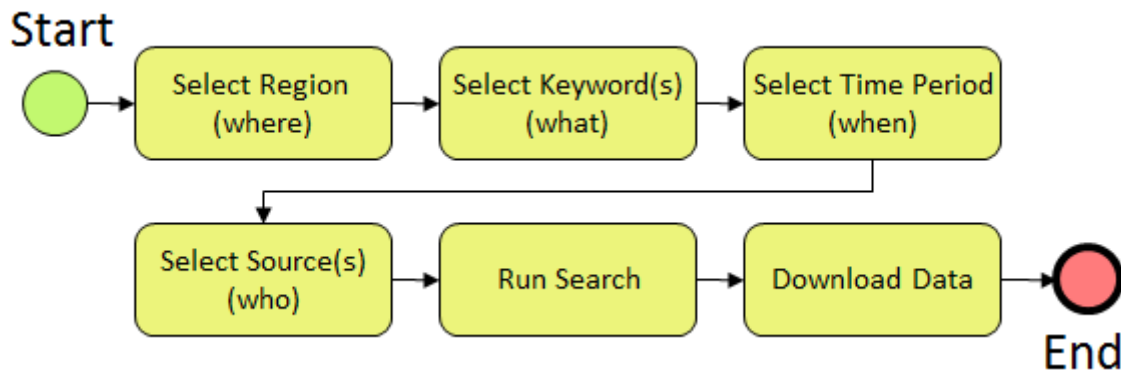 Start
Select Region
(where)
Select Keyword(s)
(what)
Select Time Period
(when)
Select Source(s)
(who)
Run Search
Download Data
End